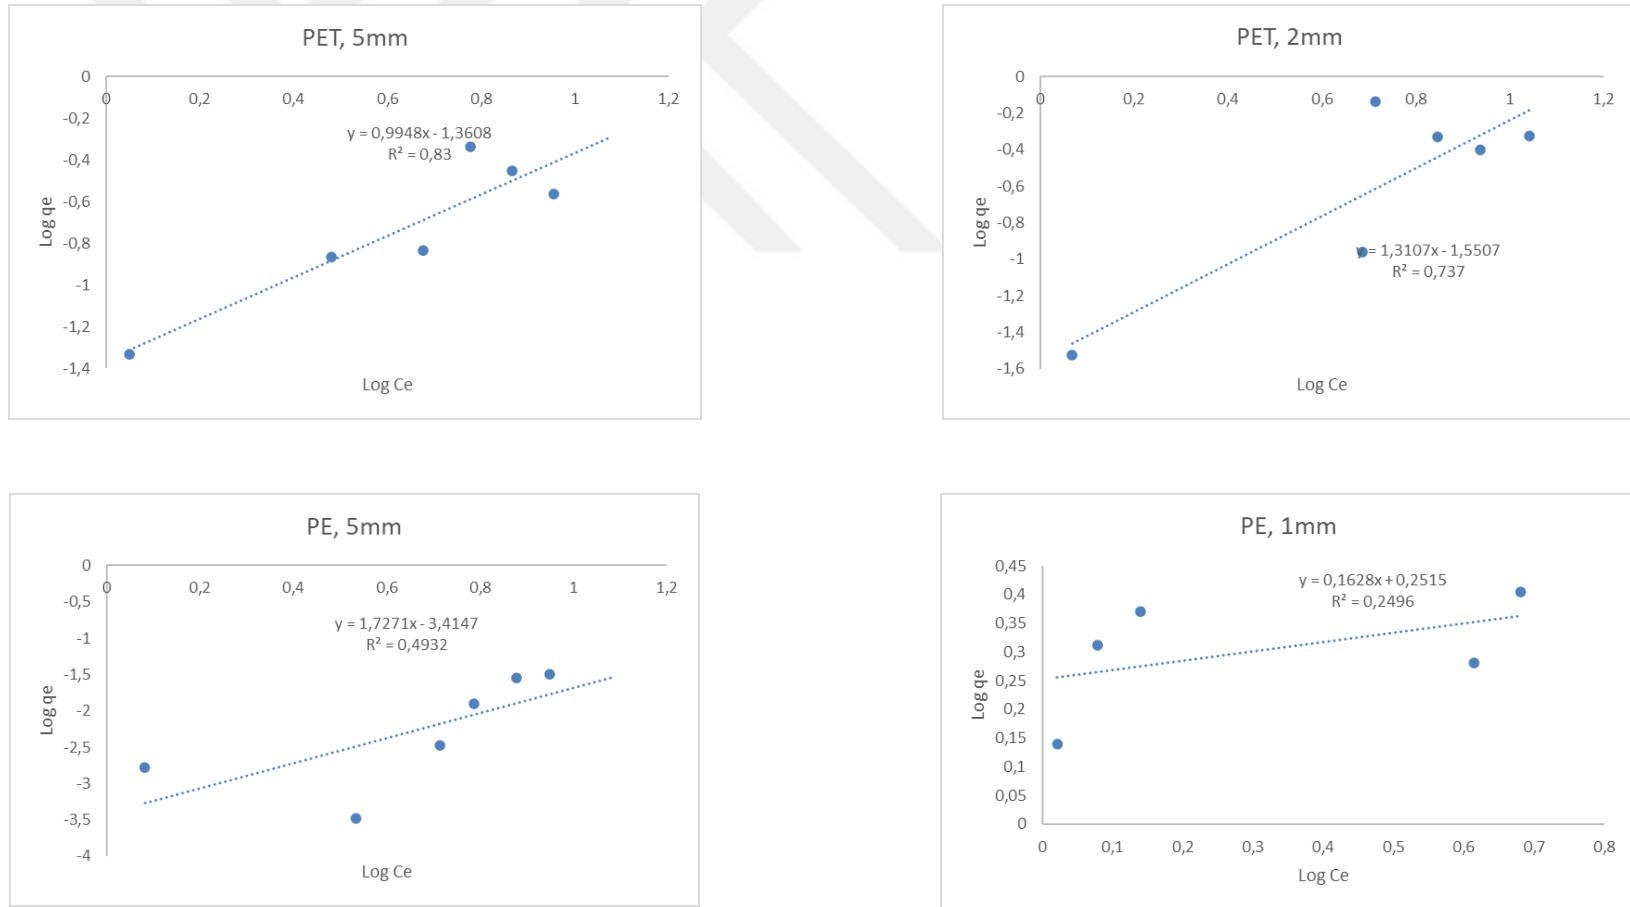 PET, 5mm
0
0 0,2 0,4 0,6 0,8 1 1,2
-0,2
y = 0,9948x - 1,3608
R² = 0,83
-0,4
-0,6
-0,8
-1
-1,2
-1,4
Log qe
Log Ce
PET, 2mm
0
0 0,2 0,4 0,6 0,8 1 1,2
-0,2
-0,4
-0,6
-0,8
-1
y = 1,3107x - 1,5507
R² = 0,737
-1,2
-1,4
-1,6
Log qe
Log Ce
PE, 5mm
0
0 0,2 0,4 0,6 0,8 1 1,2
-0,5
y = 1,7271x - 3,4147
R² = 0,4932
-1
-1,5
-2
-2,5
-3
-3,5
-4
Log qe
Log Ce
PE, 1mm
0,45
y = 0,1628x + 0,2515
R² = 0,2496
0,4
0,35
0,3
0,25
0,2
0,15
0,1
0,05
0
0 0,1 0,2 0,3 0,4 0,5 0,6 0,7 0,8
Log qe
Log Ce